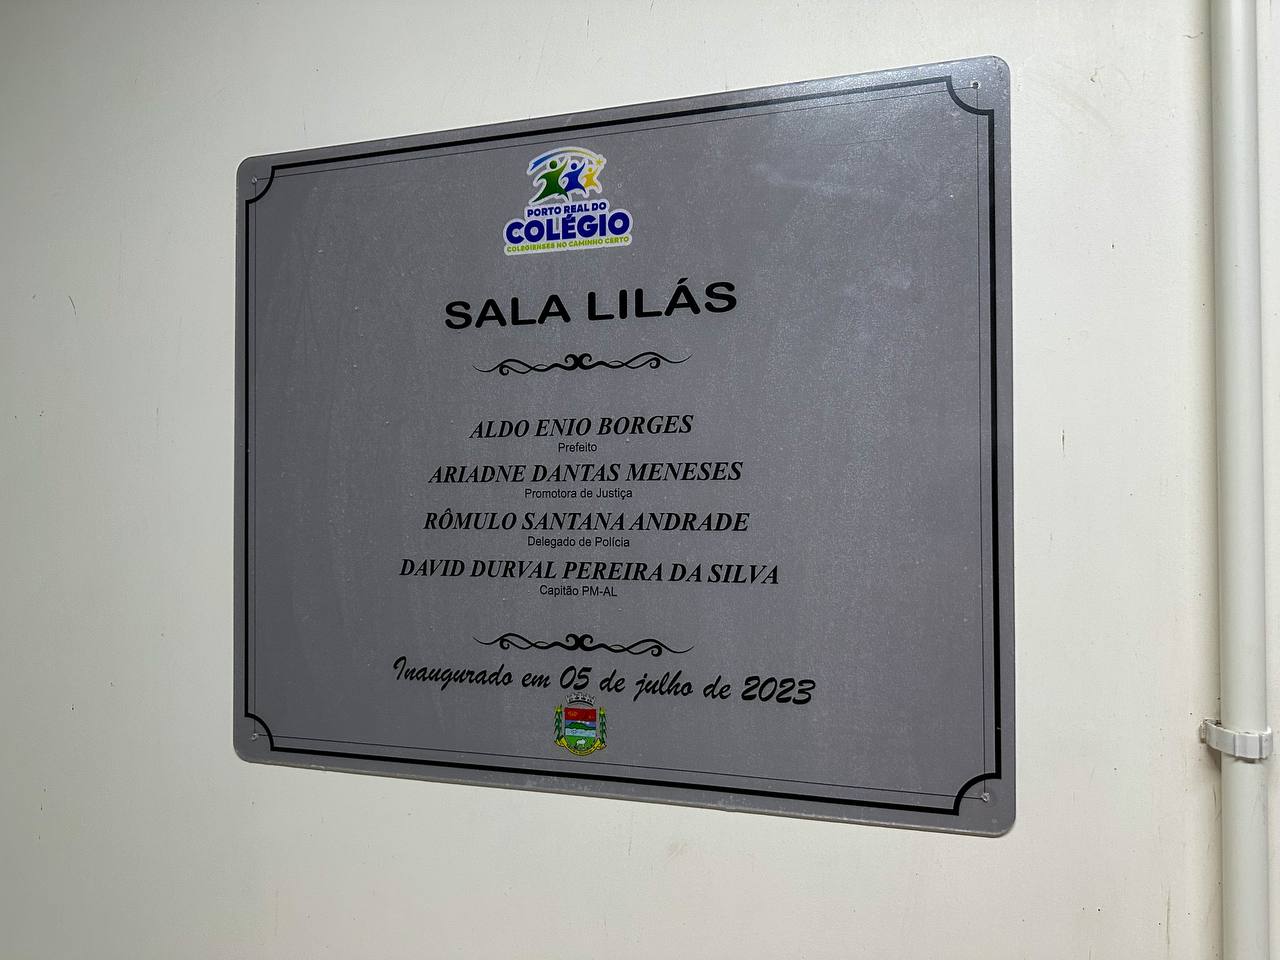 PORTO REAL DO
COLÉGIO
COLEGIENSES NO CAMINHO CERTO
SALA LILÁS
ALDO ENIO BORGES
Prefeito
ARIADNE DANTAS MENESES
Promotora de Justiça
RÔMULO SANTANA ANDRADE
Delegado de Polícia
DAVID DURVAL PEREIRA DA SILVA
Capitão PM-AL
Inaugurado em 05 de julho de 2023